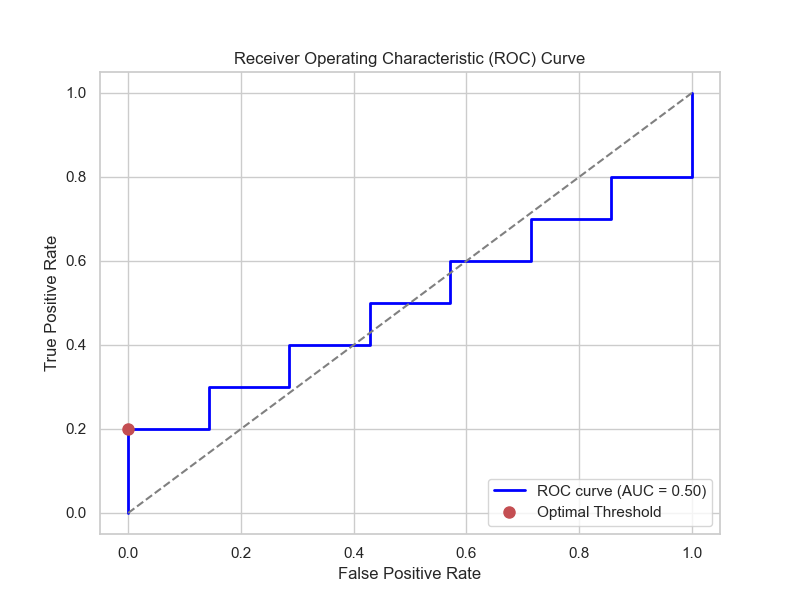 Receiver Operating Characteristic (ROC) Curve
True Positive Rate
1.0
0.8
0.6
0.4
0.2
0.0
ROC curve (AUC = 0.50)
Optimal Threshold
0.0 0.2 0.4 0.6 0.8 1.0
False Positive Rate